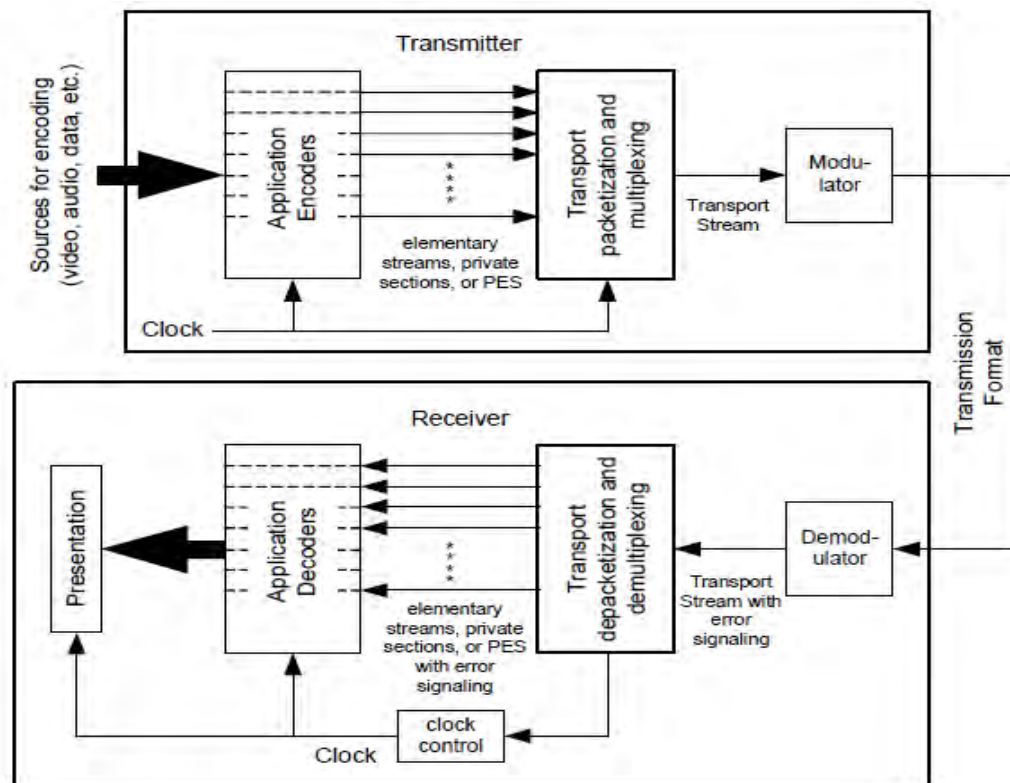 Transmitter
Sources for encoding
(video, audio, data, etc.)
Application
Encoders
****
elementary
streams, private
sections, or PES
Transport
packetization and
multiplexing
Transport
Stream
Modu-
lator
Clock
Transmission
Format
Receiver
Presentation
Application
Decoders
****
elementary
streams, private
sections, or PES
with error
signaling
Transport
depacketization and
demultiplexing
Transport
Stream with
error
signaling
Demod-
ulator
clock
control
Clock